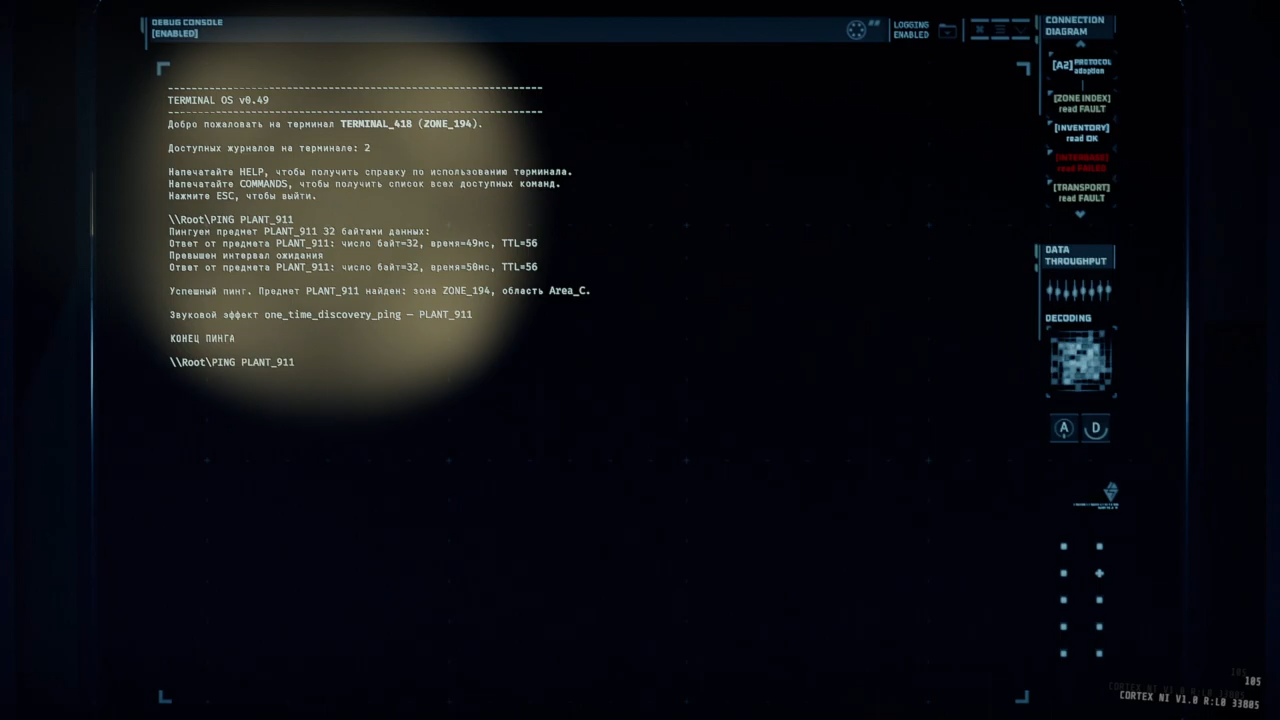 DEBUG CONSOLE
[ENABLED]
LOGGING
ENABLED
CONNECTION
DIAGRAM
[A2] PROTOCOL
adaption
[ZONE INDEX]
read FAULT
[INVENTORY]
read OK
read FAILED
[TRANSPORT]
read FAULT
DATA
THROUGHPUT
DECODING
A D
TERMINAL OS v0.49
Добро пожаловать на терминал TERMINAL_418 (ZONE_194).
Доступных журналов на терминале: 2
Напечатайте HELP, чтобы получить справку по использованию терминала.
Напечатайте COMMANDS, чтобы получить список всех доступных команд.
Нажмите ESC, чтобы выйти.
\\Root\PING PLANT_911
Пингуем предмет PLANT_911 32 байтами данных:
Ответ от предмета PLANT_911: число байт=32, время=49мс, TTL=56
Превышен интервал ожидания
Ответ от предмета PLANT_911: число байт=32, время=50мс, TTL=56
Успешный пинг. Предмет PLANT_911 найден: зона ZONE_194, область Area_C.
Звуковой эффект one_time_discovery_ping — PLANT_911
КОНЕЦ ПИНГА
\\Root\PING PLANT_911
105
CORTEX NI V1.0 R:L0 33805